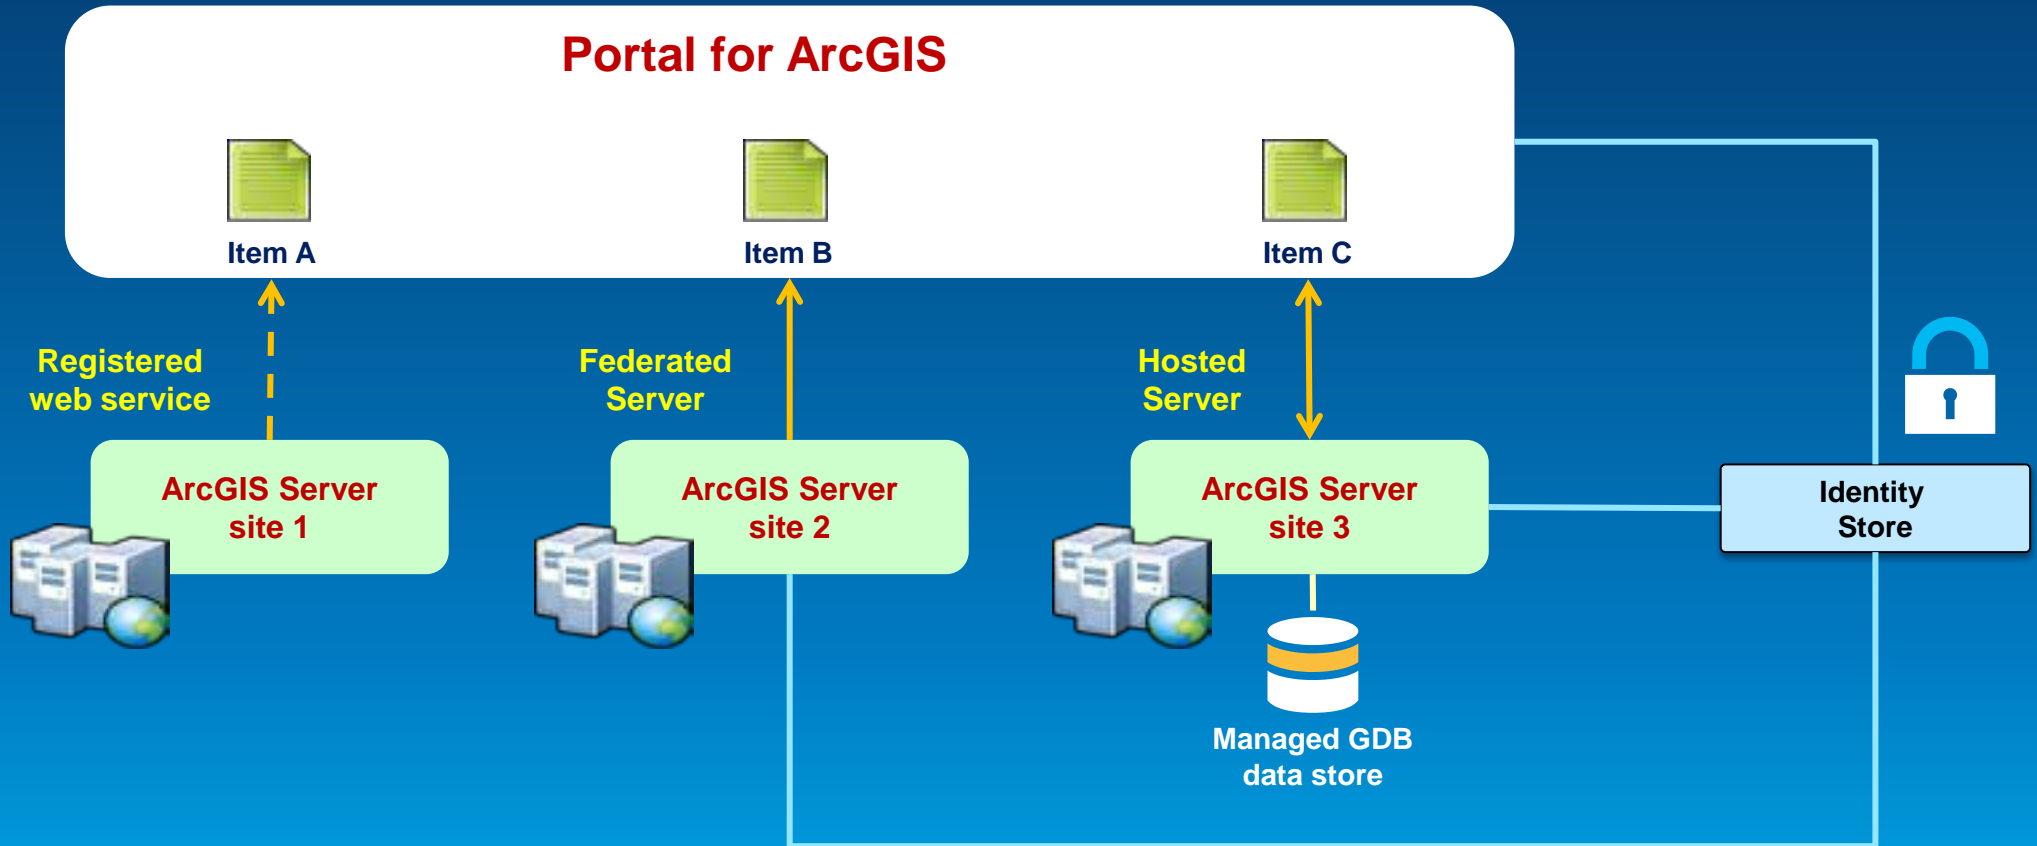 Portal for ArcGIS
Item A
Item B
Item C
Registered
web service
Federated
Server
Hosted
Server
ArcGIS Server
site 1
ArcGIS Server
site 2
ArcGIS Server
site 3
Identity
Store
Managed GDB
data store